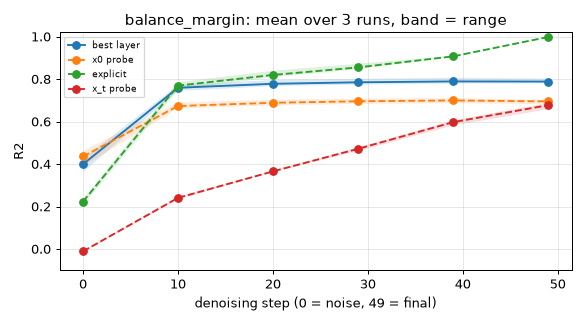 balance_margin: mean over 3 runs, band = range
1.0
0.8
0.6
0.4
0.2
0.0
R2
best layer
x0 probe
explicit
x_t probe
0 10 20 30 40 50
denoising step (0 = noise, 49 = final)